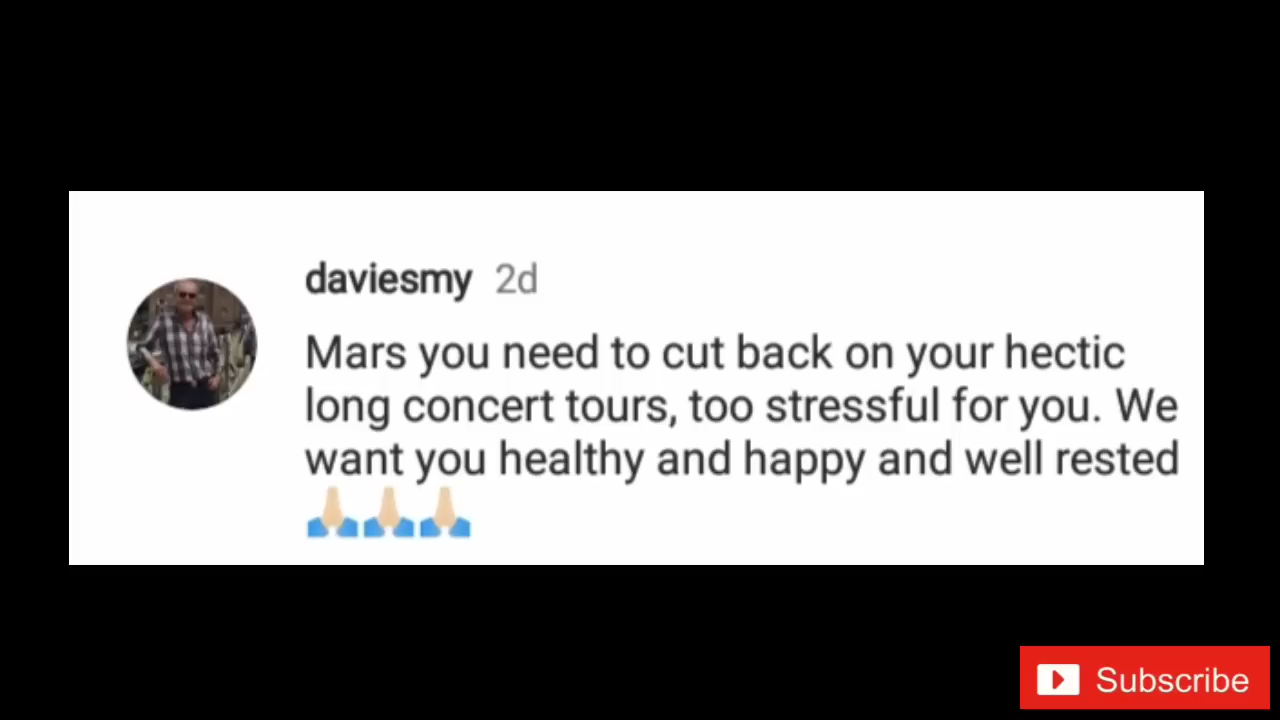 daviesmy 2d
Mars you need to cut back on your hectic
long concert tours, too stressful for you. We
want you healthy and happy and well rested
🙏🏼🙏🏼🙏🏼
Subscribe